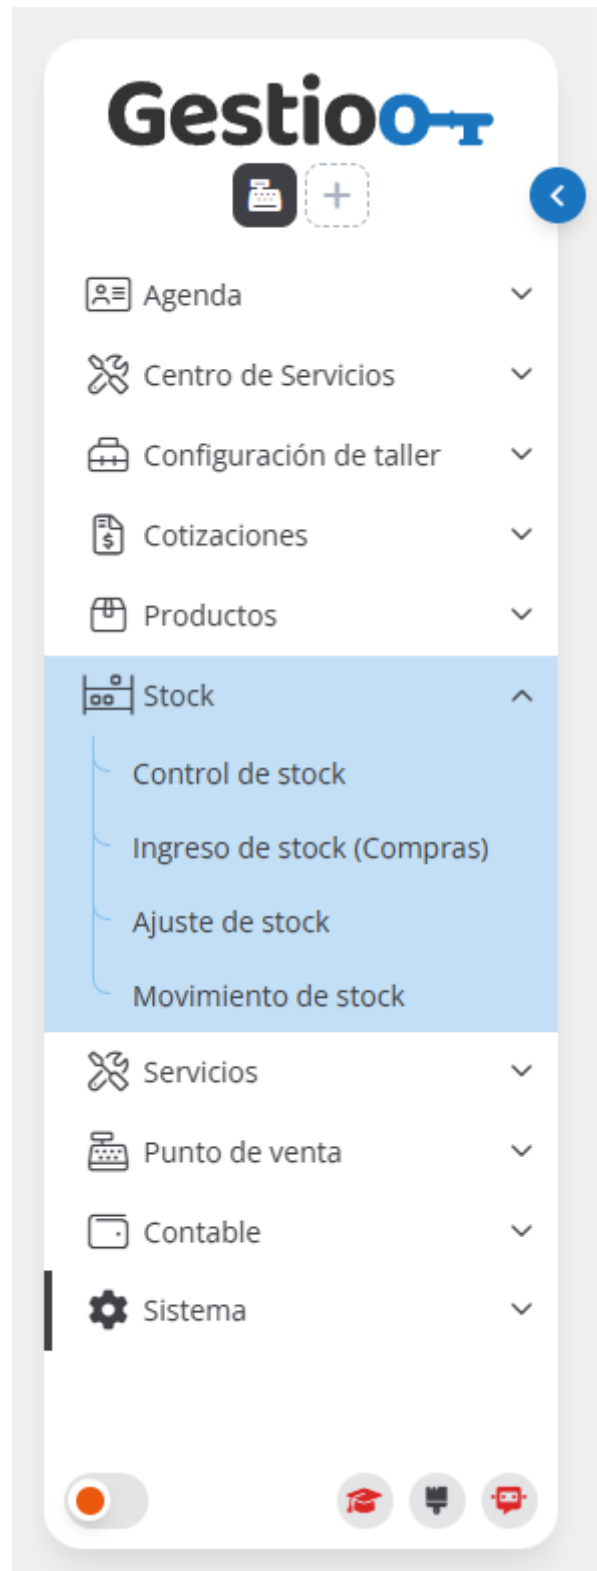 Gestioo
Agenda
Centro de Servicios
Configuración de taller
Cotizaciones
Productos
Stock
Control de stock
Ingreso de stock (Compras)
Ajuste de stock
Movimiento de stock
Servicios
Punto de venta
Contable
Sistema